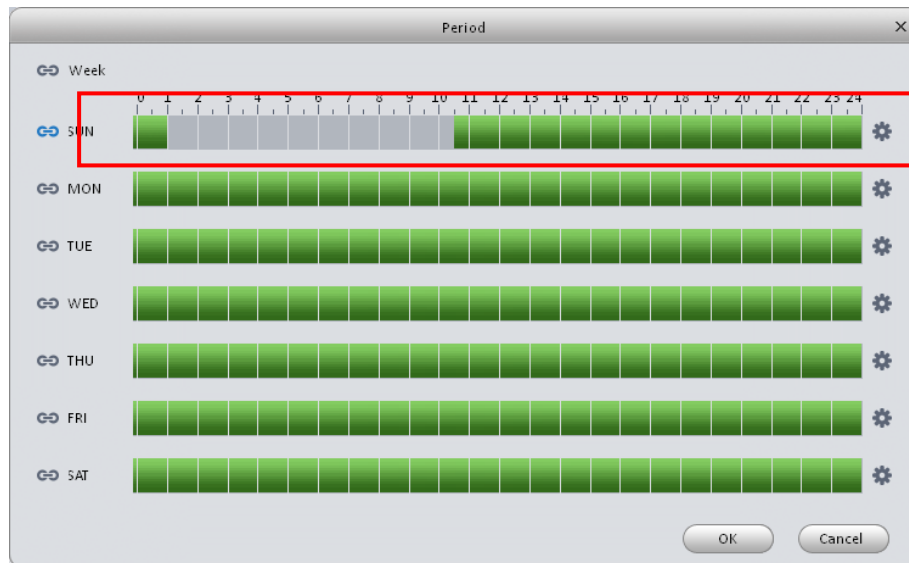 Period
Week
0 1 2 3 4 5 6 7 8 9 10 11 12 13 14 15 16 17 18 19 20 21 22 23 24
SUN
MON
TUE
WED
THU
FRI
SAT
OK Cancel